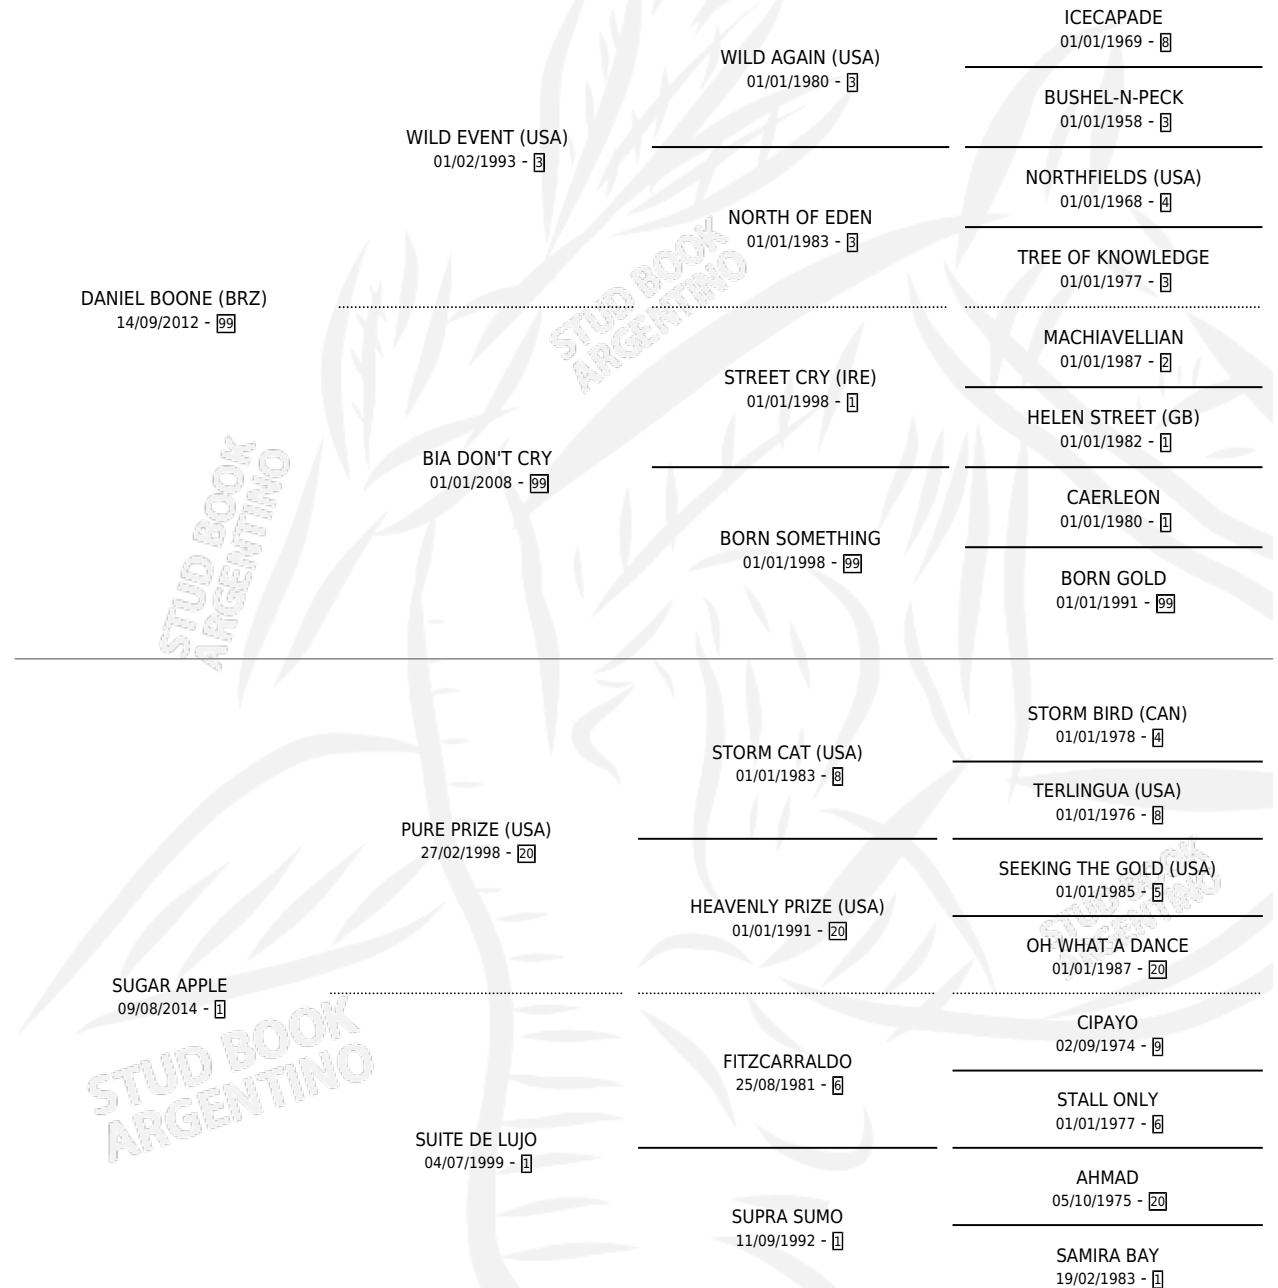 ICECAPADE
01/01/1969 - 8
WILD AGAIN (USA)
01/01/1980 - 3
BUSHEL-N-PECK
01/01/1958 - 3
WILD EVENT (USA)
01/02/1993 - 3
NORTHFIELDS (USA)
01/01/1968 - 4
NORTH OF EDEN
01/01/1983 - 3
TREE OF KNOWLEDGE
01/01/1977 - 3
DANIEL BOONE (BRZ)
14/09/2012 - 99
MACHIAVELLIAN
01/01/1987 - 2
STREET CRY (IRE)
01/01/1998 - 1
HELEN STREET (GB)
01/01/1982 - 1
BIA DON'T CRY
01/01/2008 - 99
CAERLEON
01/01/1980 - 1
BORN SOMETHING
01/01/1998 - 99
BORN GOLD
01/01/1991 - 99
STORM BIRD (CAN)
01/01/1978 - 4
STORM CAT (USA)
01/01/1983 - 8
TERLINGUA (USA)
01/01/1976 - 8
PURE PRIZE (USA)
27/02/1998 - 20
SEEKING THE GOLD (USA)
01/01/1985 - 5
HEAVENLY PRIZE (USA)
01/01/1991 - 20
OH WHAT A DANCE
01/01/1987 - 20
SUGAR APPLE
09/08/2014 - 1
CIPAYO
02/09/1974 - 9
FITZCARRALDO
25/08/1981 - 6
STALL ONLY
01/01/1977 - 6
SUITE DE LUJO
04/07/1999 - 1
AHMAD
05/10/1975 - 20
SUPRA SUMO
11/09/1992 - 1
SAMIRA BAY
19/02/1983 - 1
STUD BOOK
ARGENTINO
STUD BOOK
ARGENTINO
STUD BOOK
ARGENTINO
STUD BOOK
ARGENTINO